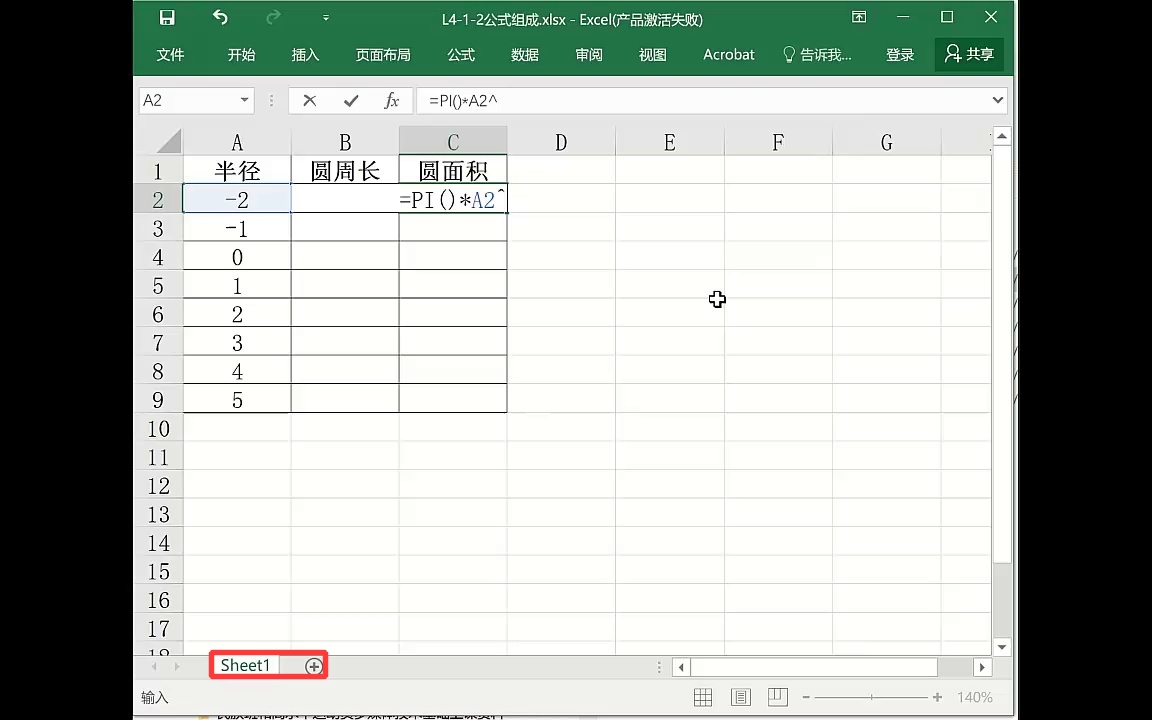 L4-1-2公式组成.xlsx - Excel(产品激活失败)
文件 开始 插入 页面布局 公式 数据 审阅 视图 Acrobat 告诉我... 登录 共享
A2 fx =PI()*A2^
A B C D E F G
1 半径 圆周长 圆面积
2 -2 =PI()*A2^
3 -1
4 0
5 1
6 2
7 3
8 4
9 5
10
11
12
13
14
15
16
17
18
Sheet1
输入 140%